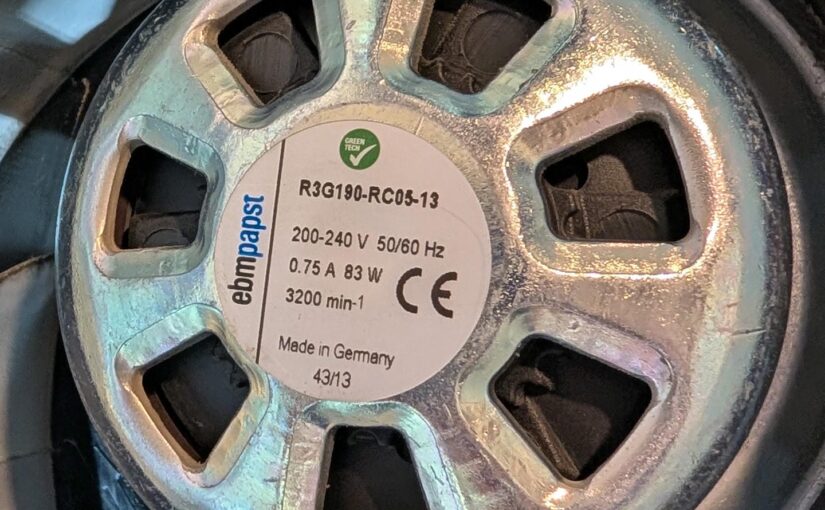 GREEN
TECH
R3G190-RC05-13
ebmpapst
200-240 V 50/60 Hz
0.75 A 83 W
CE
3200 min-1
Made in Germany
43/13